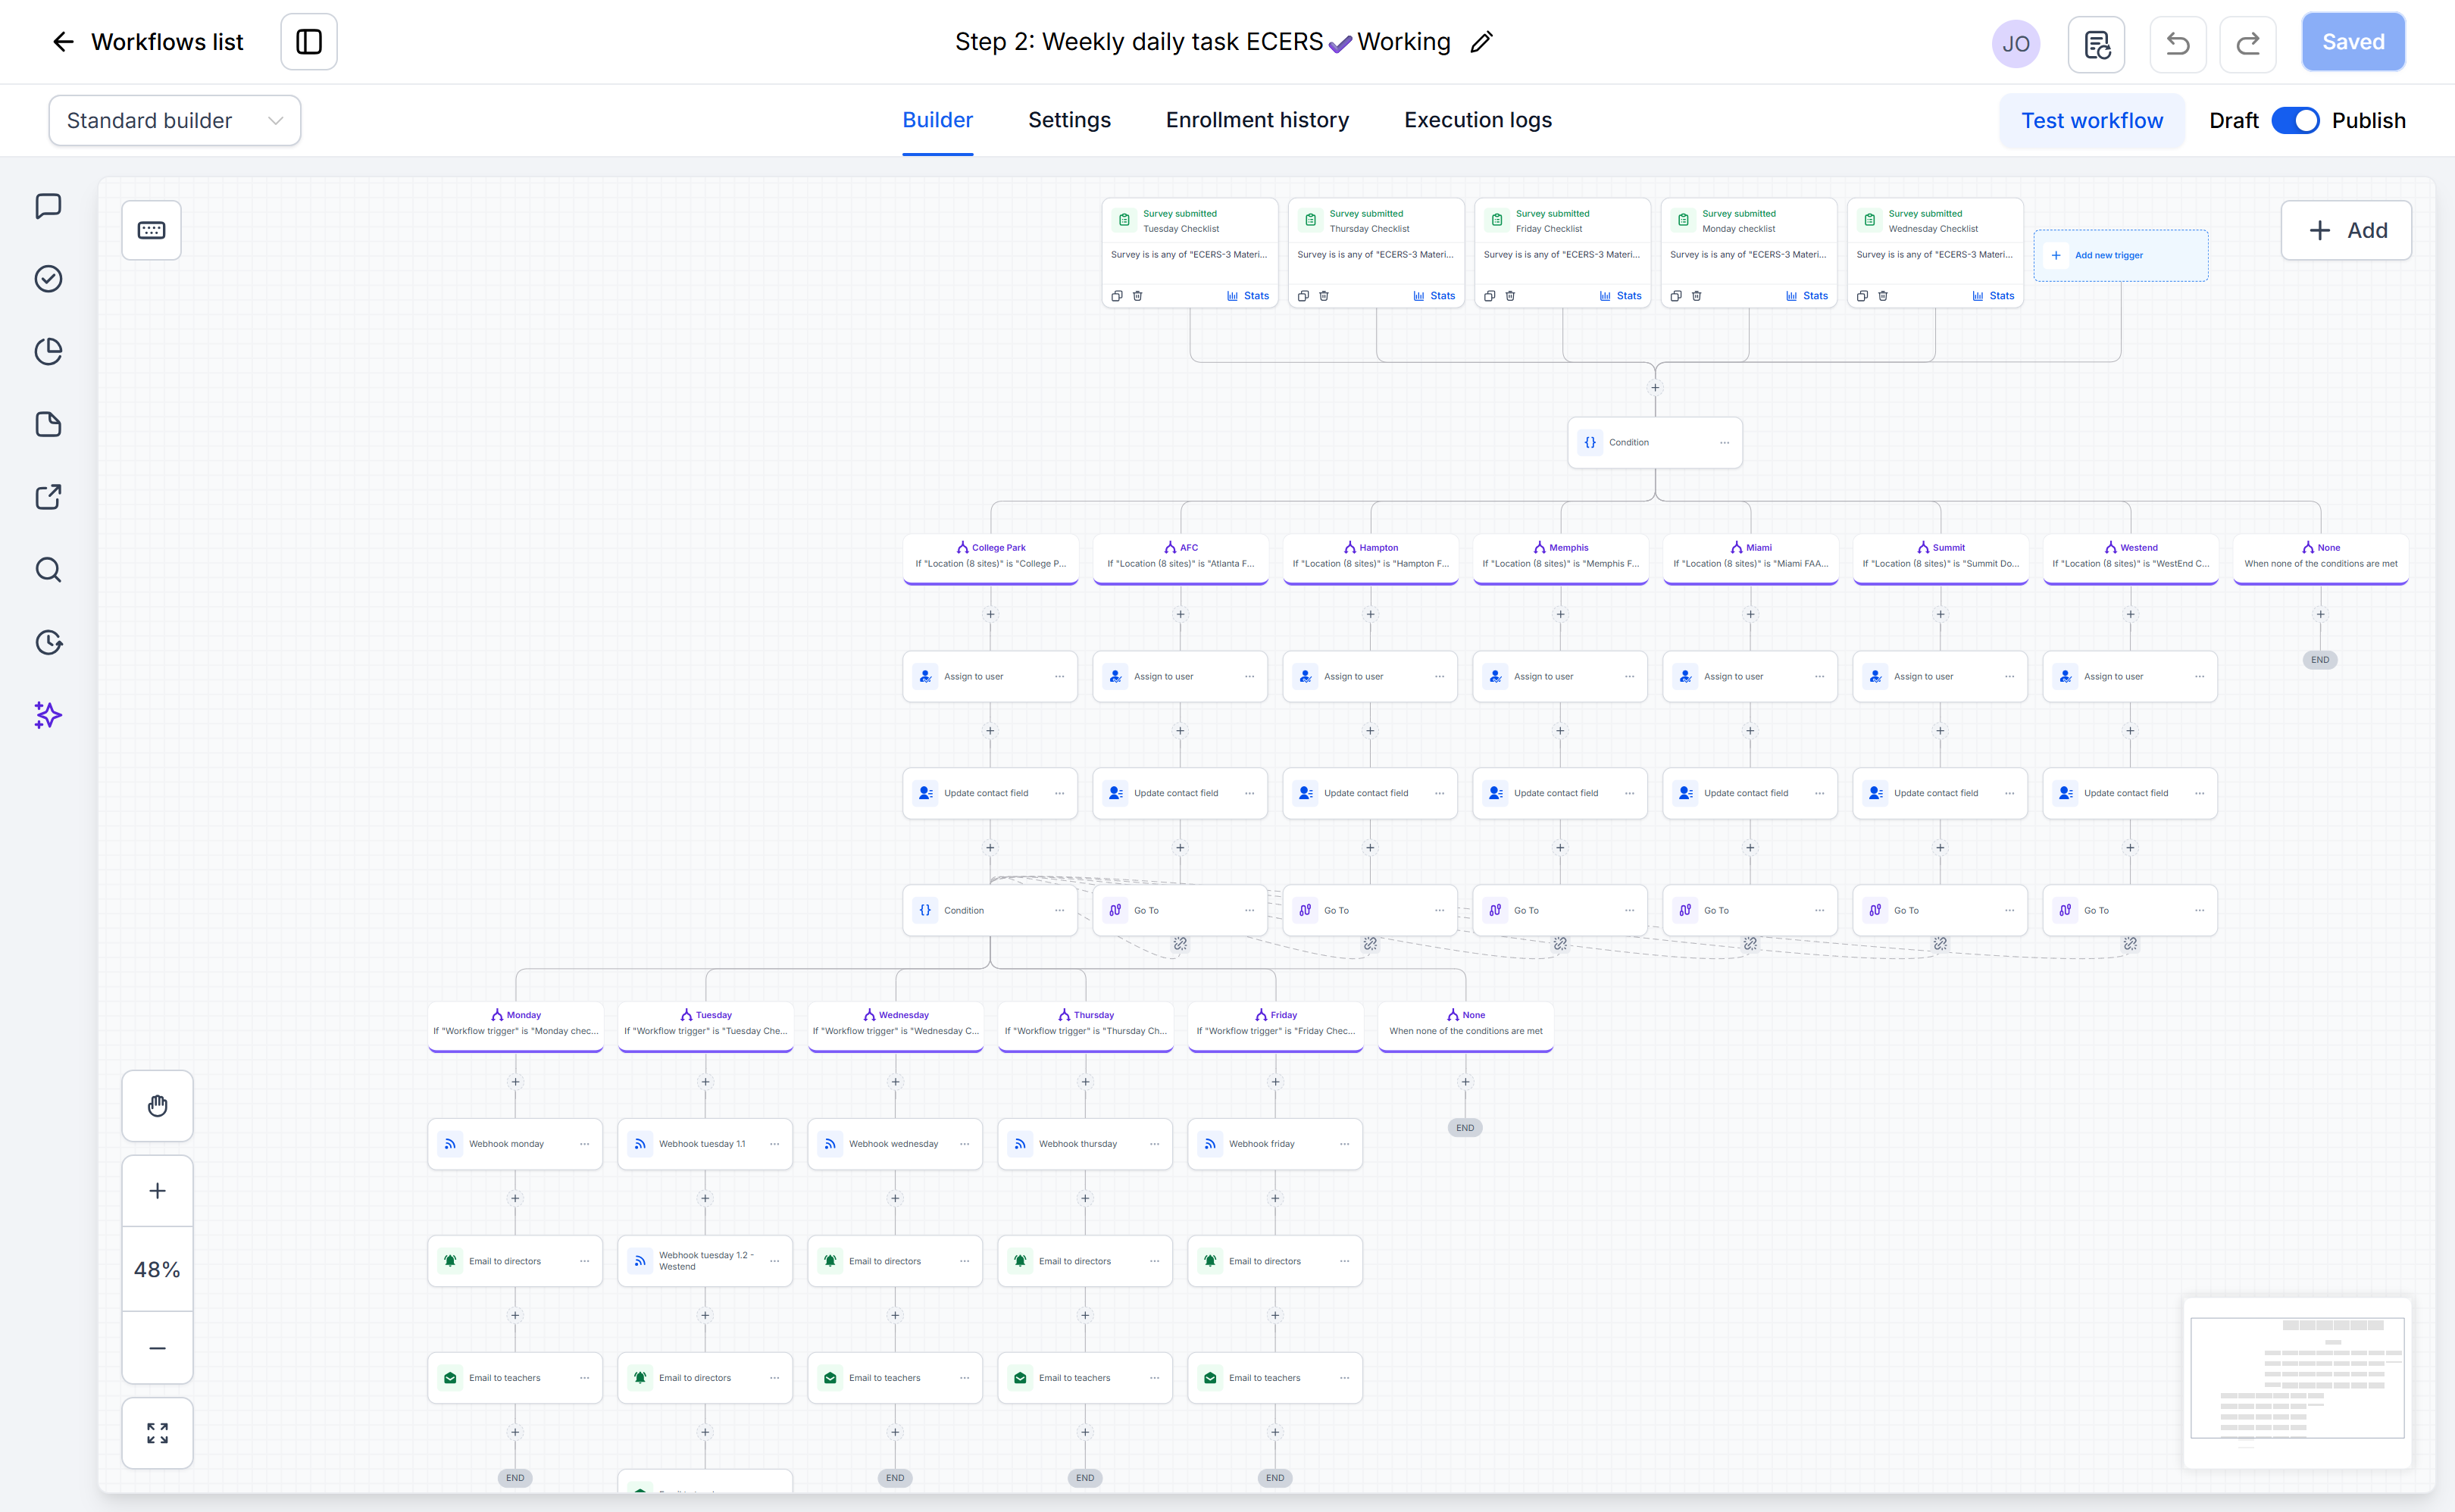 Workflows list
Step 2: Weekly daily task ECERS ✔ Working
JO
Saved
Standard builder
Builder
Settings
Enrollment history
Execution logs
Test workflow
Draft
Publish
Survey submitted
Tuesday Checklist
Survey is is any of "ECERS-3 Materi...
Stats
Survey submitted
Thursday Checklist
Survey is is any of "ECERS-3 Materi...
Stats
Survey submitted
Friday Checklist
Survey is is any of "ECERS-3 Materi...
Stats
Survey submitted
Monday checklist
Survey is is any of "ECERS-3 Materi...
Stats
Survey submitted
Wednesday Checklist
Survey is is any of "ECERS-3 Materi...
Stats
Add new trigger
Add
Condition
College Park
If "Location (8 sites)" is "College P...
AFC
If "Location (8 sites)" is "Atlanta F...
Hampton
If "Location (8 sites)" is "Hampton F...
Memphis
If "Location (8 sites)" is "Memphis F...
Miami
If "Location (8 sites)" is "Miami FAA...
Summit
If "Location (8 sites)" is "Summit Do...
Westend
If "Location (8 sites)" is "WestEnd C...
None
When none of the conditions are met
Assign to user
Assign to user
Assign to user
Assign to user
Assign to user
Assign to user
Assign to user
END
Update contact field
Update contact field
Update contact field
Update contact field
Update contact field
Update contact field
Update contact field
Condition
Go To
Go To
Go To
Go To
Go To
Go To
Monday
If "Workflow trigger" is "Monday chec...
Tuesday
If "Workflow trigger" is "Tuesday Che...
Wednesday
If "Workflow trigger" is "Wednesday C...
Thursday
If "Workflow trigger" is "Thursday Ch...
Friday
If "Workflow trigger" is "Friday Chec...
None
When none of the conditions are met
Webhook monday
Webhook tuesday 1.1
Webhook wednesday
Webhook thursday
Webhook friday
END
Email to directors
Webhook tuesday 1.2 -
Westend
Email to directors
Email to directors
Email to directors
48%
Email to teachers
Email to directors
Email to teachers
Email to teachers
Email to teachers
END
END
END
END